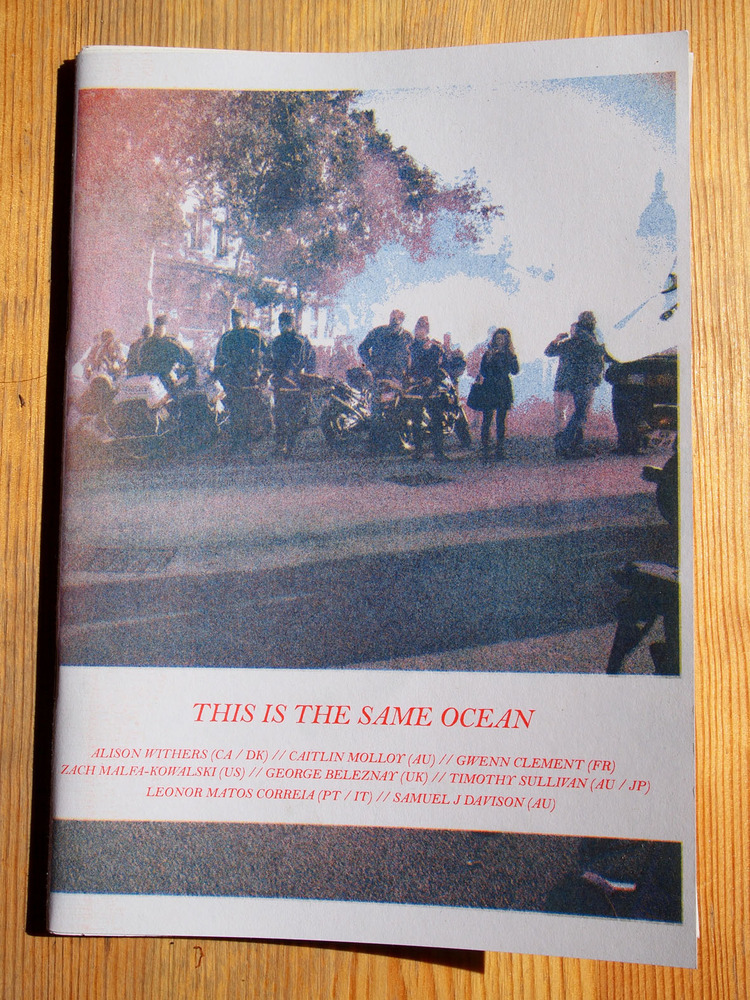 THIS IS THE SAME OCEAN
ALISON WITHERS (CA / DK) // CAITLIN MOLLOY (AU) // GWENN CLEMENT (FR)
ZACH MALFA-KOWALSKI (US) // GEORGE BELEZNAY (UK) // TIMOTHY SULLIVAN (AU / JP)
LEONOR MATOS CORREIA (PT / IT) // SAMUEL J DAVISON (AU)